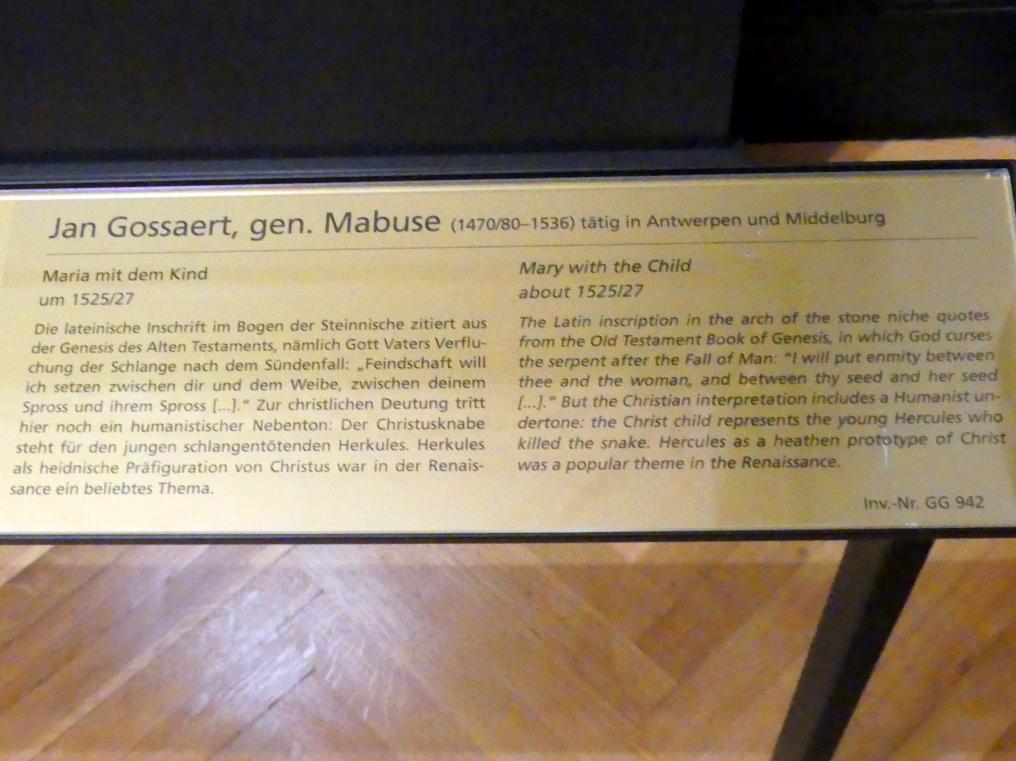 Jan Gossaert, gen. Mabuse (1470/80–1536) tätig in Antwerpen und Middelburg
Maria mit dem Kind
um 1525/27
Die lateinische Inschrift im Bogen der Steinnische zitiert aus
der Genesis des Alten Testaments, nämlich Gott Vaters Verflu-
chung der Schlange nach dem Sündenfall: „Feindschaft will
ich setzen zwischen dir und dem Weibe, zwischen deinem
Spross und ihrem Spross [...].“ Zur christlichen Deutung tritt
hier noch ein humanistischer Nebenton: Der Christusknabe
steht für den jungen schlangentötenden Herkules. Herkules
als heidnische Präfiguration von Christus war in der Renais-
sance ein beliebtes Thema.
Mary with the Child
about 1525/27
The Latin inscription in the arch of the stone niche quotes
from the Old Testament Book of Genesis, in which God curses
the serpent after the Fall of Man: "I will put enmity between
thee and the woman, and between thy seed and her seed
[...]." But the Christian interpretation includes a Humanist un-
dertone: the Christ child represents the young Hercules who
killed the snake. Hercules as a heathen prototype of Christ
was a popular theme in the Renaissance.
Inv.-Nr. GG 942